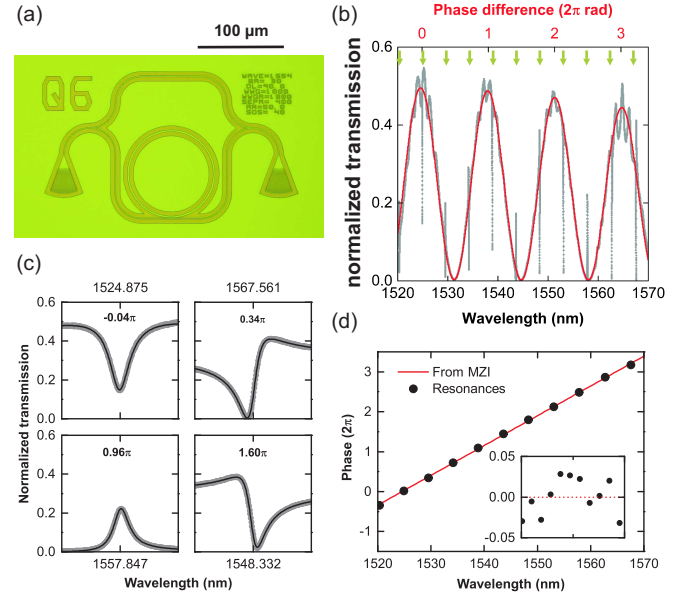 (a)
100 µm
Q6
WAVE=1554
(b)
Phase difference (2π rad)
0 1 2 3
0.6
0.4
0.2
0.0
normalized transmission
1520 1530 1540 1550 1560 1570
Wavelength (nm)
(c)
1524.875 1567.561
0.6
0.4
0.2
0.0
-0.04π 0.34π
Normalized transmission
0.4
0.2
0.0
0.96π 1.60π
1557.847 1548.332
Wavelength (nm)
(d)
3
2
1
0
-1
Phase (2π)
From MZI
Resonances
0.05
0.00
-0.05
1520 1530 1540 1550 1560 1570
Wavelength (nm)